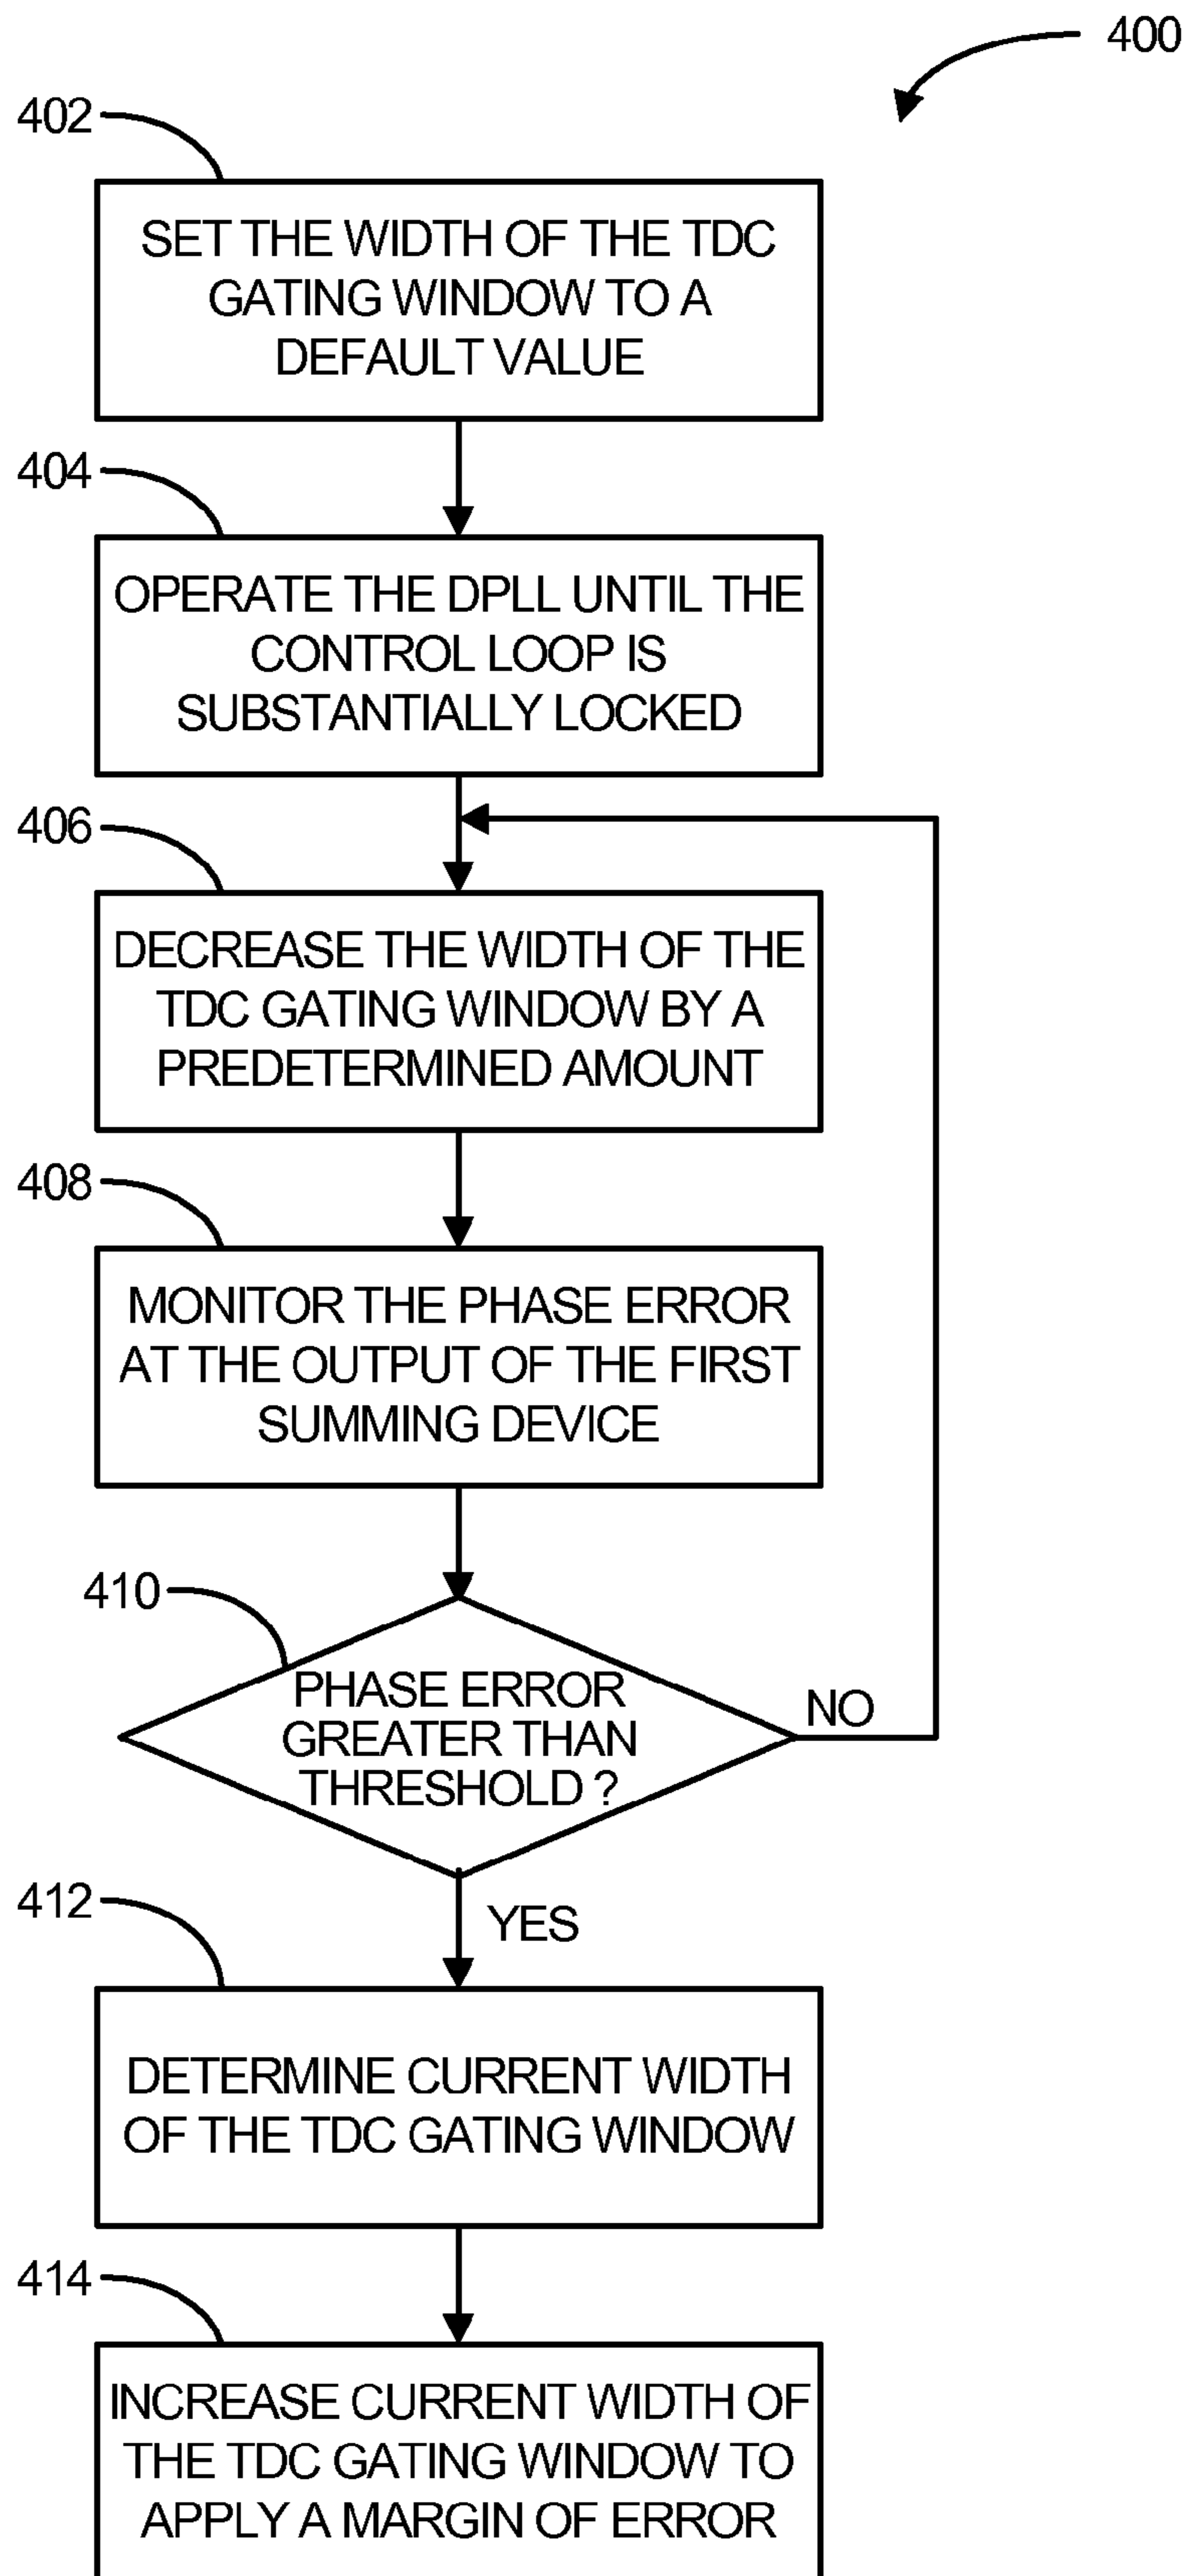 400
402
SET THE WIDTH OF THE TDC
GATING WINDOW TO A
DEFAULT VALUE
404
OPERATE THE DPLL UNTIL THE
CONTROL LOOP IS
SUBSTANTIALLY LOCKED
406
DECREASE THE WIDTH OF THE
TDC GATING WINDOW BY A
PREDETERMINED AMOUNT
408
MONITOR THE PHASE ERROR
AT THE OUTPUT OF THE FIRST
SUMMING DEVICE
410
PHASE ERROR
GREATER THAN
THRESHOLD ?
NO
YES
412
DETERMINE CURRENT WIDTH
OF THE TDC GATING WINDOW
414
INCREASE CURRENT WIDTH OF
THE TDC GATING WINDOW TO
APPLY A MARGIN OF ERROR